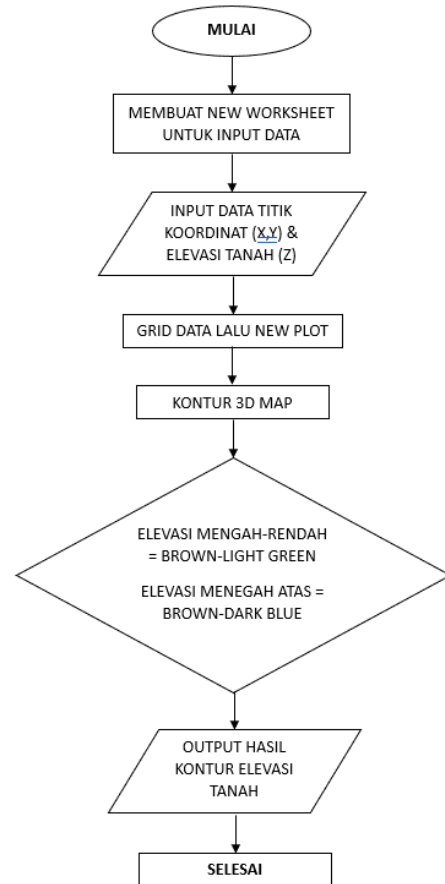 MULAI
MEMBUAT NEW WORKSHEET
UNTUK INPUT DATA
INPUT DATA TITIK
KOORDINAT (X,Y) &
ELEVASI TANAH (Z)
GRID DATA LALU NEW PLOT
KONTUR 3D MAP
ELEVASI MENGAH-RENDAH
= BROWN-LIGHT GREEN
ELEVASI MENEGAH ATAS =
BROWN-DARK BLUE
OUTPUT HASIL
KONTUR ELEVASI
TANAH
SELESAI